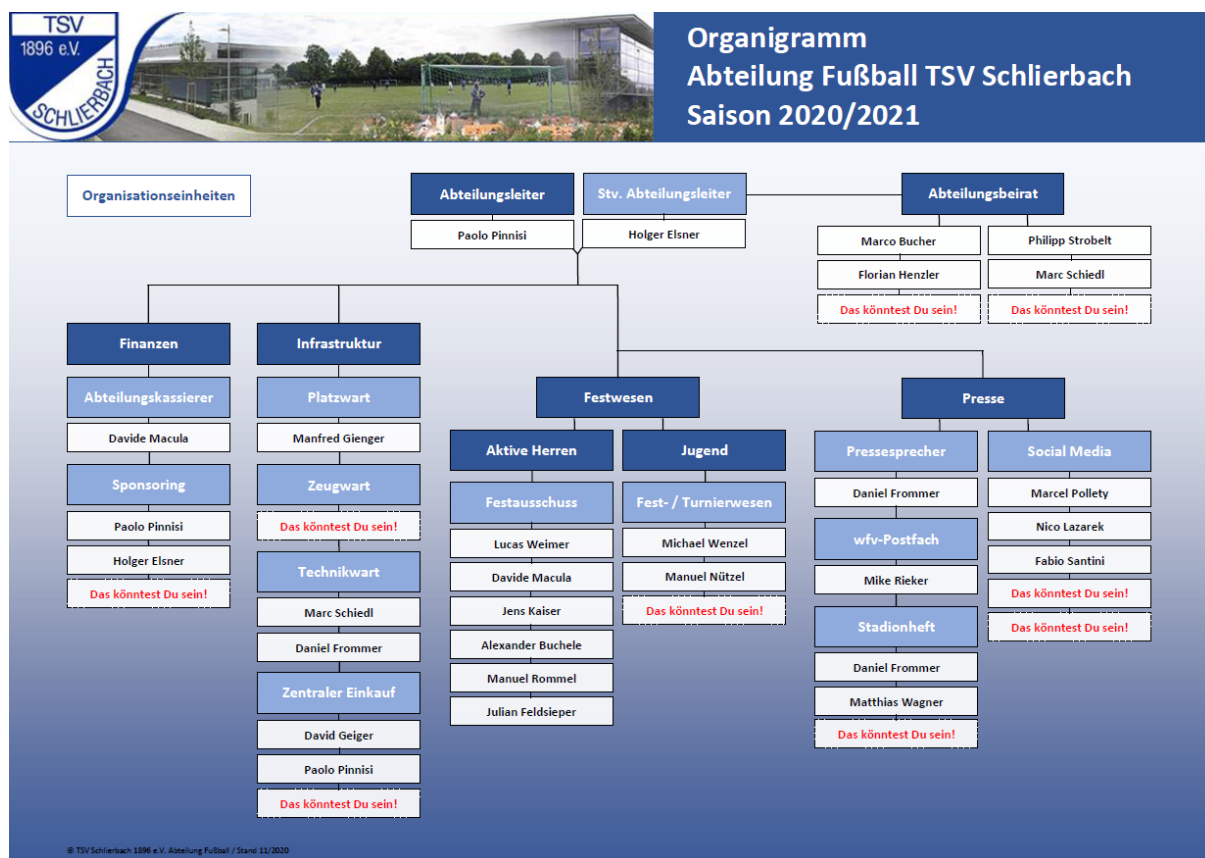 TSV
1896 e.V.
SCHLIERBACH
Organigramm
Abteilung Fußball TSV Schlierbach
Saison 2020/2021
Organisationseinheiten
Abteilungsleiter
Paolo Pinnisi
Stv. Abteilungsleiter
Holger Elsner
Abteilungsbeirat
Marco Bucher
Florian Henzler
Das könntest Du sein!
Philipp Strobelt
Marc Schiedl
Das könntest Du sein!
Finanzen
Abteilungskassierer
Davide Macula
Sponsoring
Paolo Pinnisi
Holger Elsner
Das könntest Du sein!
Infrastruktur
Platzwart
Manfred Gienger
Zeugwart
Das könntest Du sein!
Technikwart
Marc Schiedl
Daniel Frommer
Zentraler Einkauf
David Geiger
Paolo Pinnisi
Das könntest Du sein!
Festwesen
Aktive Herren
Festausschuss
Lucas Weimer
Davide Macula
Jens Kaiser
Alexander Buchele
Manuel Rommel
Julian Feldsieper
Jugend
Fest- / Turnierwesen
Michael Wenzel
Manuel Nützel
Das könntest Du sein!
Presse
Pressesprecher
Daniel Frommer
wfv-Postfach
Mike Rieker
Stadionheft
Daniel Frommer
Matthias Wagner
Das könntest Du sein!
Social Media
Marcel Pollety
Nico Lazarek
Fabio Santini
Das könntest Du sein!
Das könntest Du sein!
© TSV Schlierbach 1896 e.V. Abteilung Fußball / Stand 11/2020